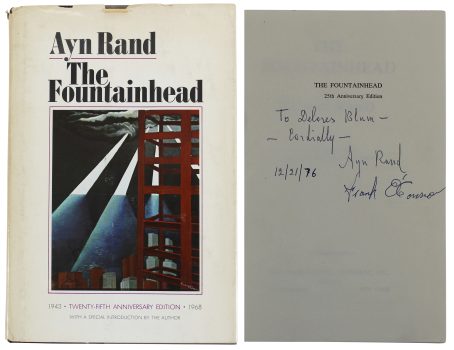 Ayn Rand
The
Fountainhead
1943 • TWENTY-FIFTH ANNIVERSARY EDITION • 1968
WITH A SPECIAL INTRODUCTION BY THE AUTHOR
THE FOUNTAINHEAD
25th Anniversary Edition
To Delores Blum –
– Cordially –
Ayn Rand
12/21/76
Frank O'Connor